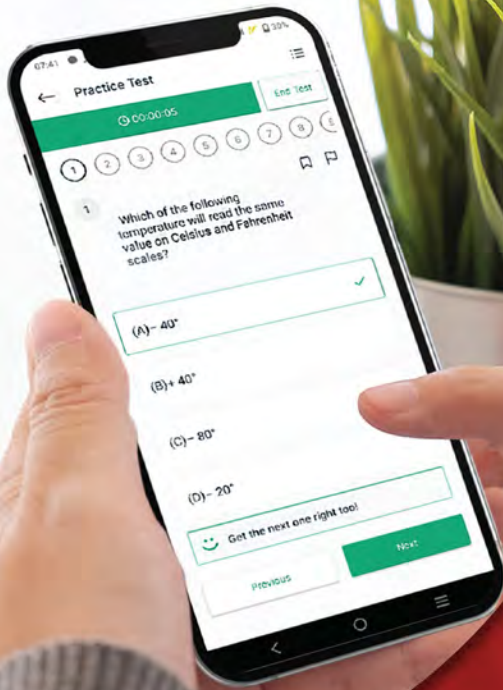 07:41 30%
← Practice Test
00:00:05 End Test
1 2 3 4 5 6 7 8
1 Which of the following
temperature will read the same
value on Celsius and Fahrenheit
scales?
(A)– 40°
(B)+ 40°
(C)– 80°
(D)– 20°
Get the next one right too!
Previous Next